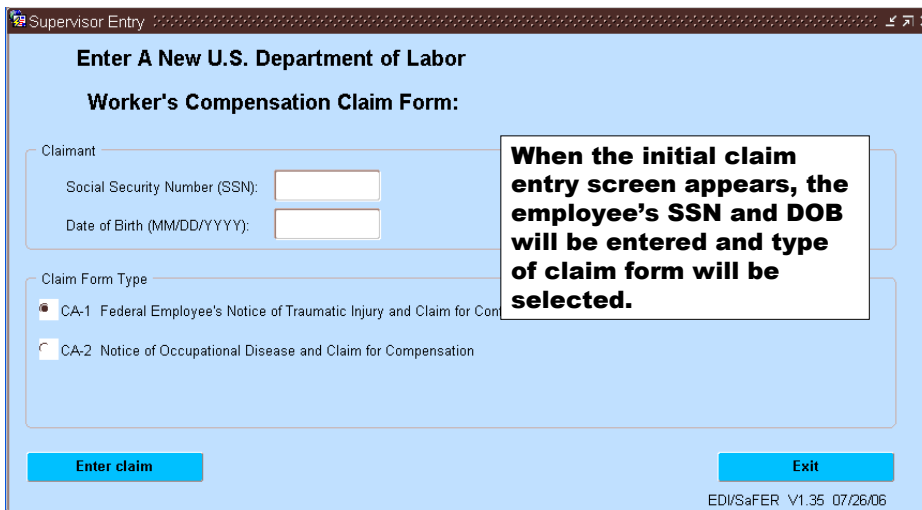 Supervisor Entry
Enter A New U.S. Department of Labor
Worker's Compensation Claim Form:
Claimant
Social Security Number (SSN):
Date of Birth (MM/DD/YYYY):
When the initial claim
entry screen appears, the
employee’s SSN and DOB
will be entered and type
of claim form will be
selected.
Claim Form Type
CA-1 Federal Employee's Notice of Traumatic Injury and Claim for
CA-2 Notice of Occupational Disease and Claim for Compensation
Enter claim
Exit
EDI/SaFER V1.35 07/26/06